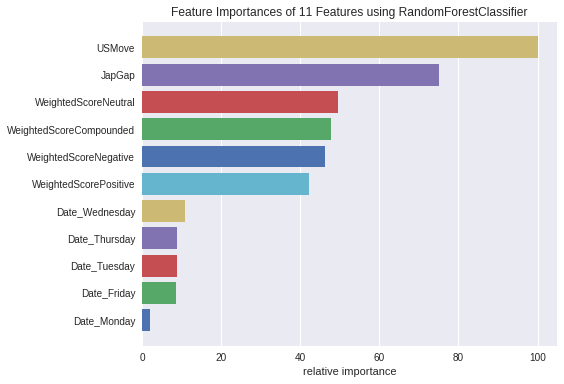 Feature Importances of 11 Features using RandomForestClassifier
USMove
JapGap
WeightedScoreNeutral
WeightedScoreCompounded
WeightedScoreNegative
WeightedScorePositive
Date_Wednesday
Date_Thursday
Date_Tuesday
Date_Friday
Date_Monday
0 20 40 60 80 100
relative importance